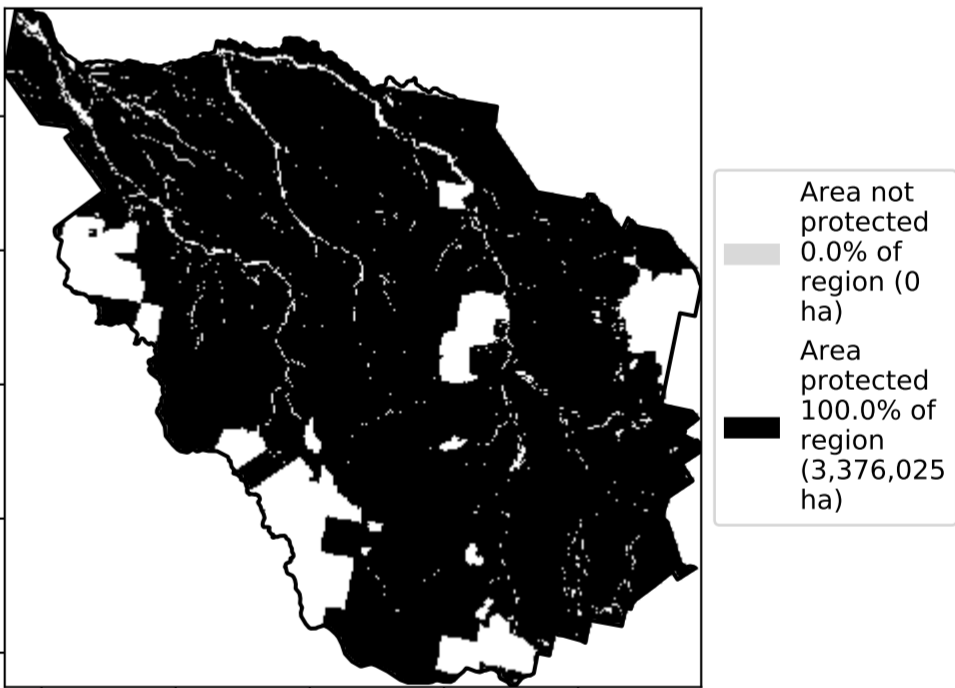 Area not
protected
0.0% of
region (0
ha)
Area
protected
100.0% of
region
(3,376,025
ha)